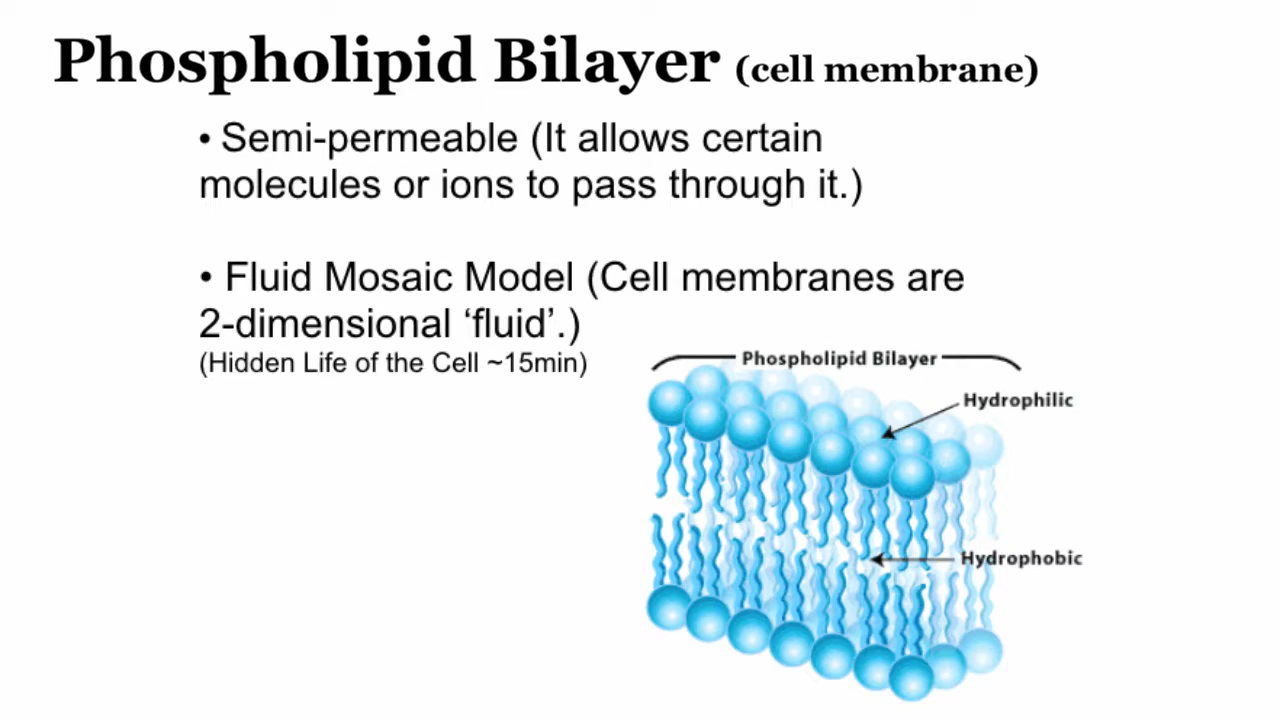 Phospholipid Bilayer (cell membrane)
• Semi-permeable (It allows certain
molecules or ions to pass through it.)
• Fluid Mosaic Model (Cell membranes are
2-dimensional ‘fluid’.)
(Hidden Life of the Cell ~15min)
Phospholipid Bilayer
Hydrophilic
Hydrophobic